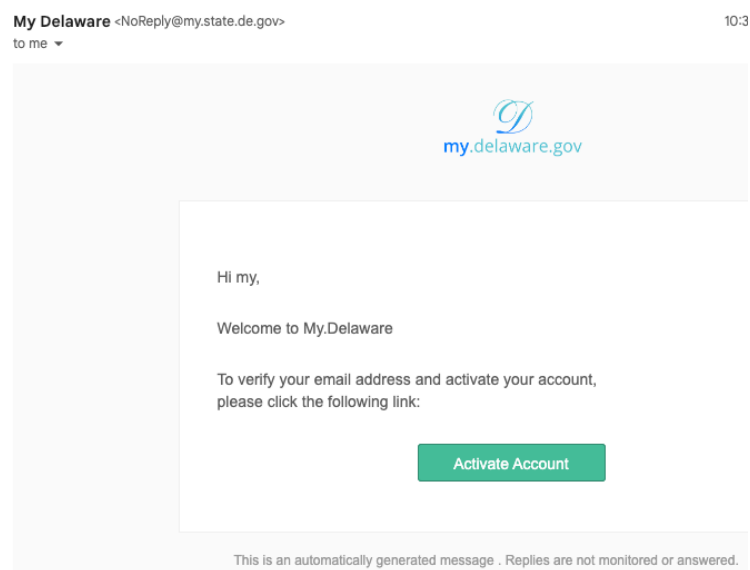 My Delaware <NoReply@my.state.de.gov>
10:3
to me
D
my.delaware.gov
Hi my,
Welcome to My.Delaware
To verify your email address and activate your account,
please click the following link:
Activate Account
This is an automatically generated message . Replies are not monitored or answered.